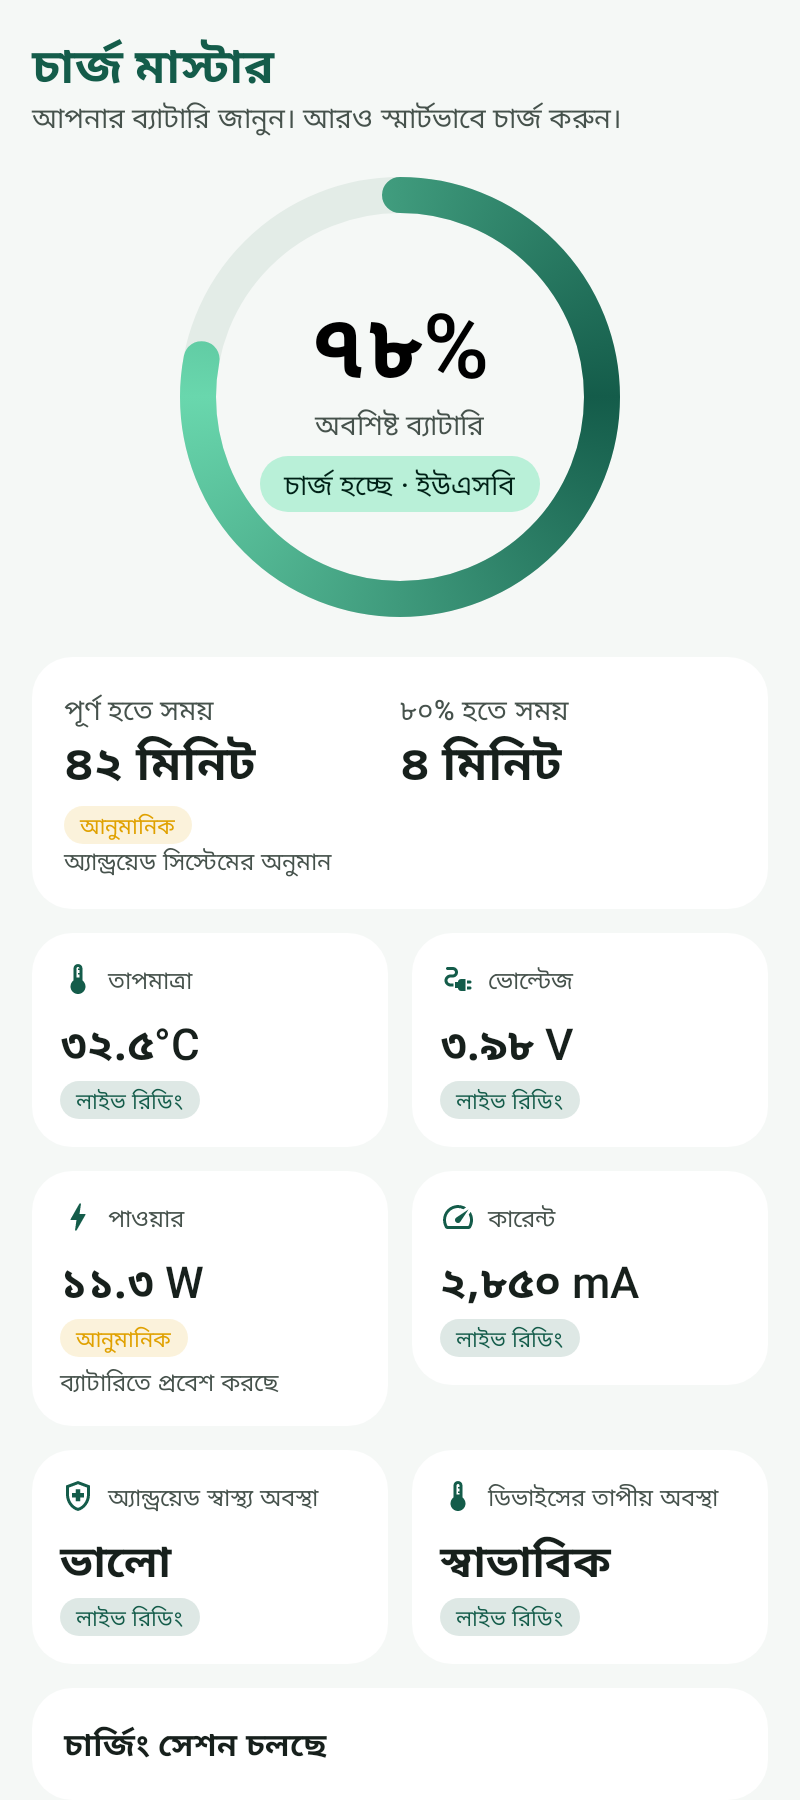 চার্জ মাস্টার
আপনার ব্যাটারি জানুন। আরও স্মার্টভাবে চার্জ করুন।
৭৮%
অবশিষ্ট ব্যাটারি
চার্জ হচ্ছে · ইউএসবি
পূর্ণ হতে সময়
৪২ মিনিট
আনুমানিক
অ্যান্ড্রয়েড সিস্টেমের অনুমান
৮০% হতে সময়
৪ মিনিট
তাপমাত্রা
৩২.৫°C
লাইভ রিডিং
ভোল্টেজ
৩.৯৮ V
লাইভ রিডিং
পাওয়ার
১১.৩ W
আনুমানিক
ব্যাটারিতে প্রবেশ করছে
কারেন্ট
২,৮৫০ mA
লাইভ রিডিং
অ্যান্ড্রয়েড স্বাস্থ্য অবস্থা
ভালো
লাইভ রিডিং
ডিভাইসের তাপীয় অবস্থা
স্বাভাবিক
লাইভ রিডিং
চার্জিং সেশন চলছে